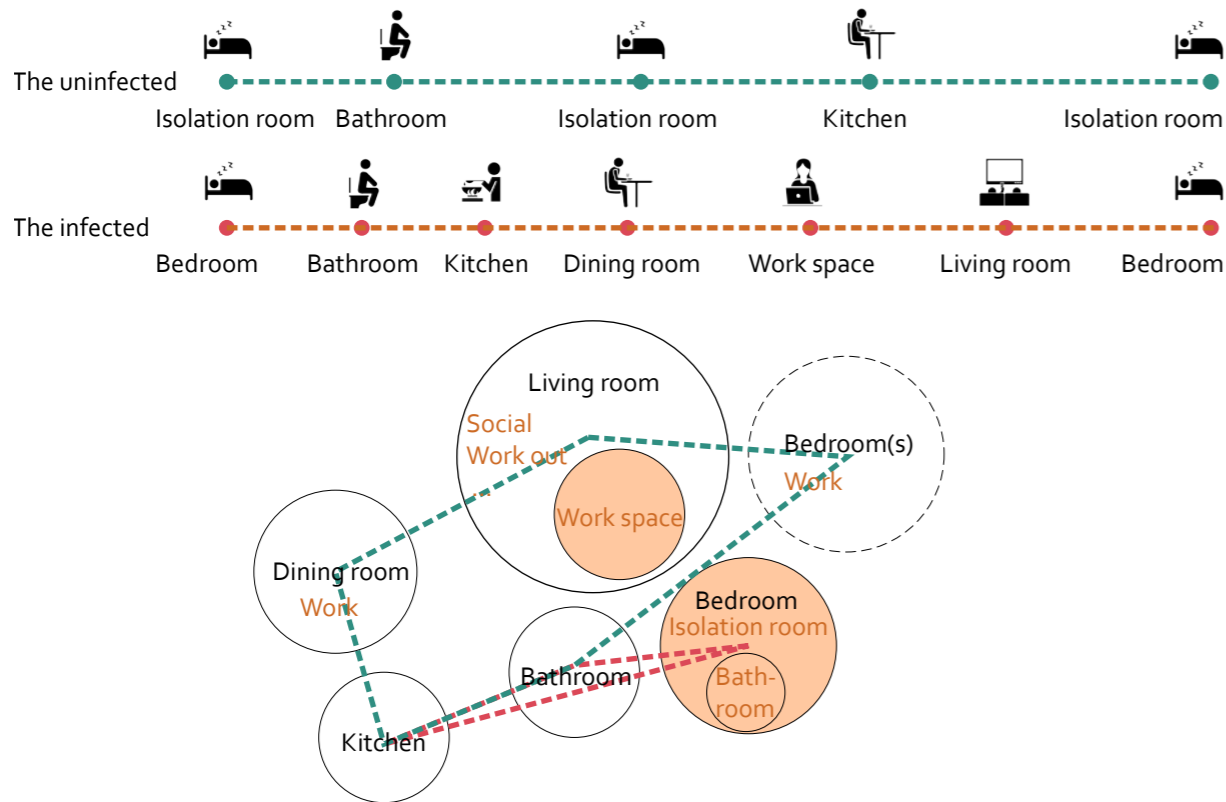 The uninfected
Isolation room
Bathroom
Isolation room
Kitchen
Isolation room
The infected
Bedroom
Bathroom
Kitchen
Dining room
Work space
Living room
Bedroom
Living room
Social
Work out
...
Bedroom(s)
Work
Work space
Dining room
Work
Bedroom
Isolation room
Bathroom
Bath-
room
Kitchen